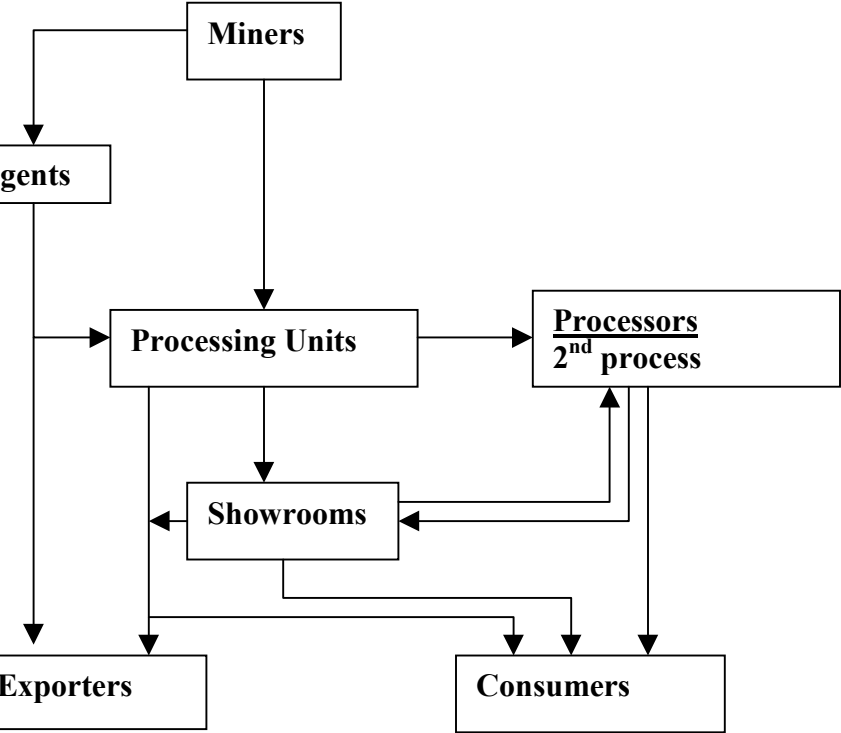 Miners
gents
Processing Units
Processors
2nd process
Showrooms
Exporters
Consumers